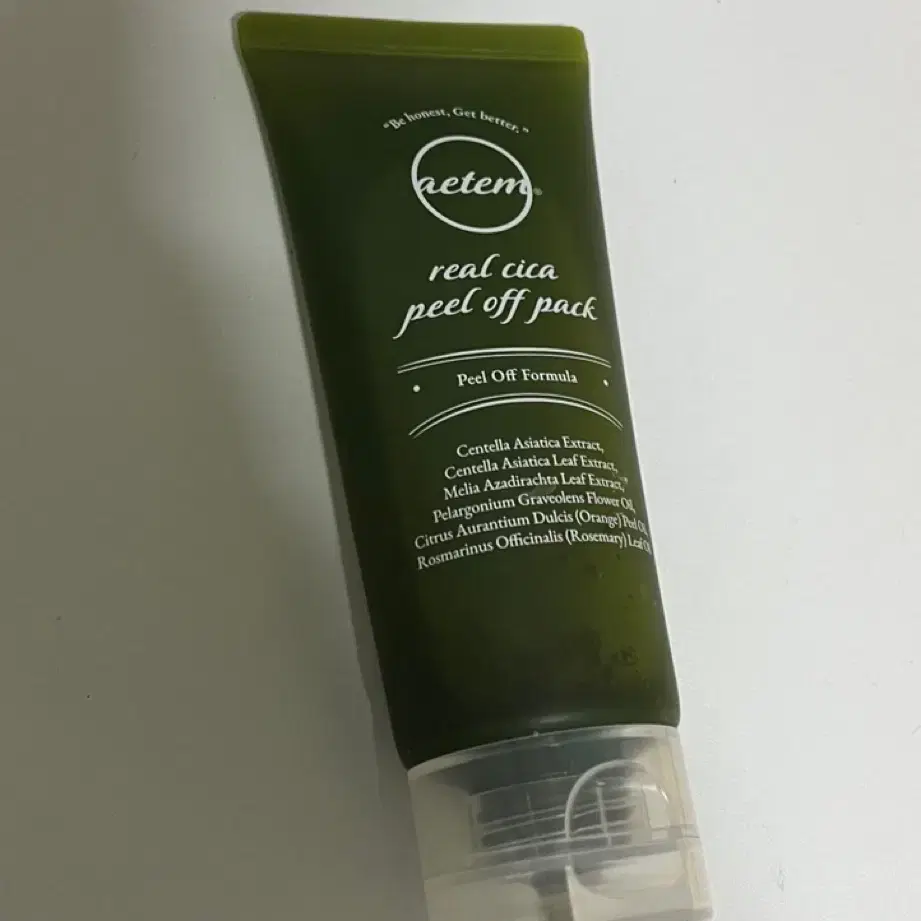 "Be honest, Get better."
aetem®
real cica
peel off pack
Peel Off Formula
Centella Asiatica Extract,
Centella Asiatica Leaf Extract,
Melia Azadirachta Leaf Extract,
Pelargonium Graveolens Flower Oil,
Citrus Aurantium Dulcis (Orange) Peel
Rosmarinus Officinalis (Rosemary) Leaf